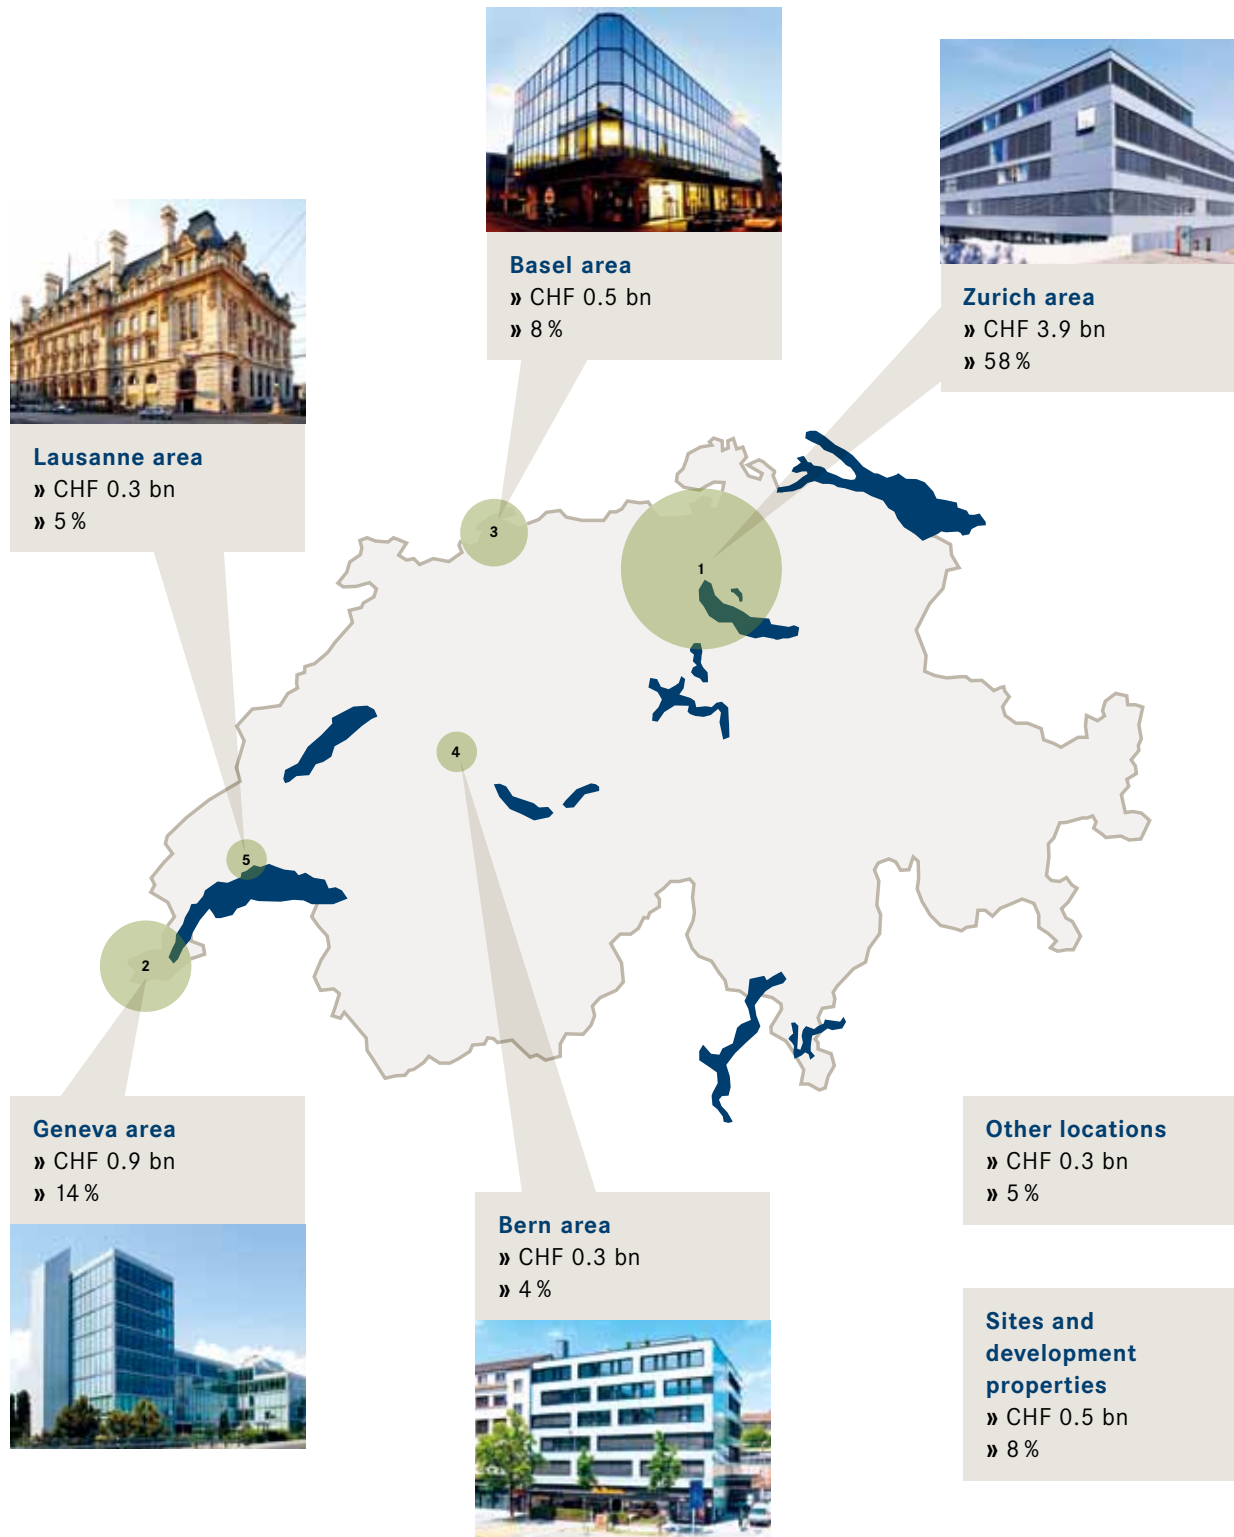 Basel area
» CHF 0.5 bn
» 8 %
Zurich area
» CHF 3.9 bn
» 58 %
Lausanne area
» CHF 0.3 bn
» 5 %
3
1
4
5
2
Geneva area
» CHF 0.9 bn
» 14 %
Bern area
» CHF 0.3 bn
» 4 %
Other locations
» CHF 0.3 bn
» 5 %
Sites and
development
properties
» CHF 0.5 bn
» 8 %